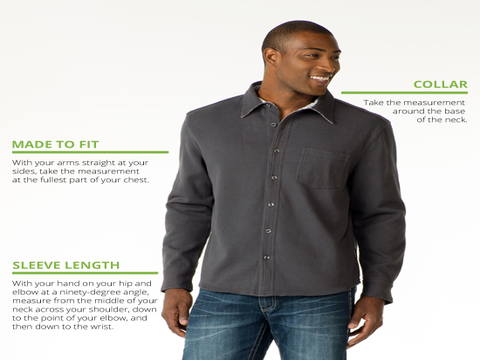 COLLAR
Take the measurement
around the base
of the neck.
MADE TO FIT
With your arms straight at your
sides, take the measurement
at the fullest part of your chest.
SLEEVE LENGTH
With your hand on your hip and
elbow at a ninety-degree angle,
measure from the middle of your
neck across your shoulder, down
to the point of your elbow, and
then down to the wrist.